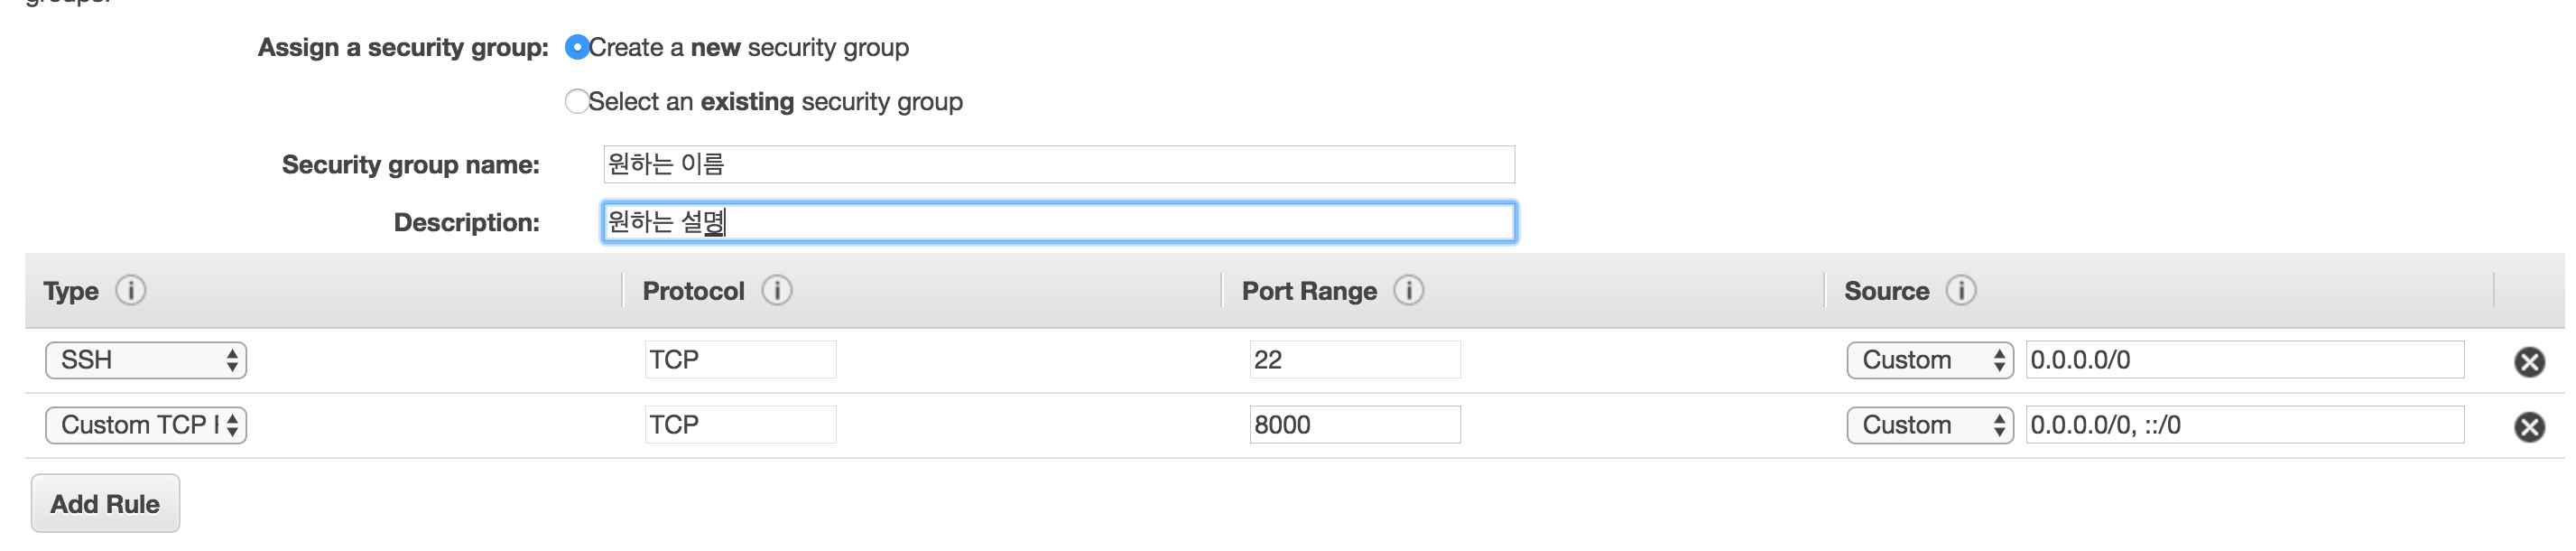 groups.
Assign a security group: Create a new security group
Select an existing security group
Security group name: 원하는 이름
Description: 원하는 설명
Type i Protocol i Port Range i Source i
SSH TCP 22 Custom 0.0.0.0/0
Custom TCP TCP 8000 Custom 0.0.0.0/0, ::/0
Add Rule